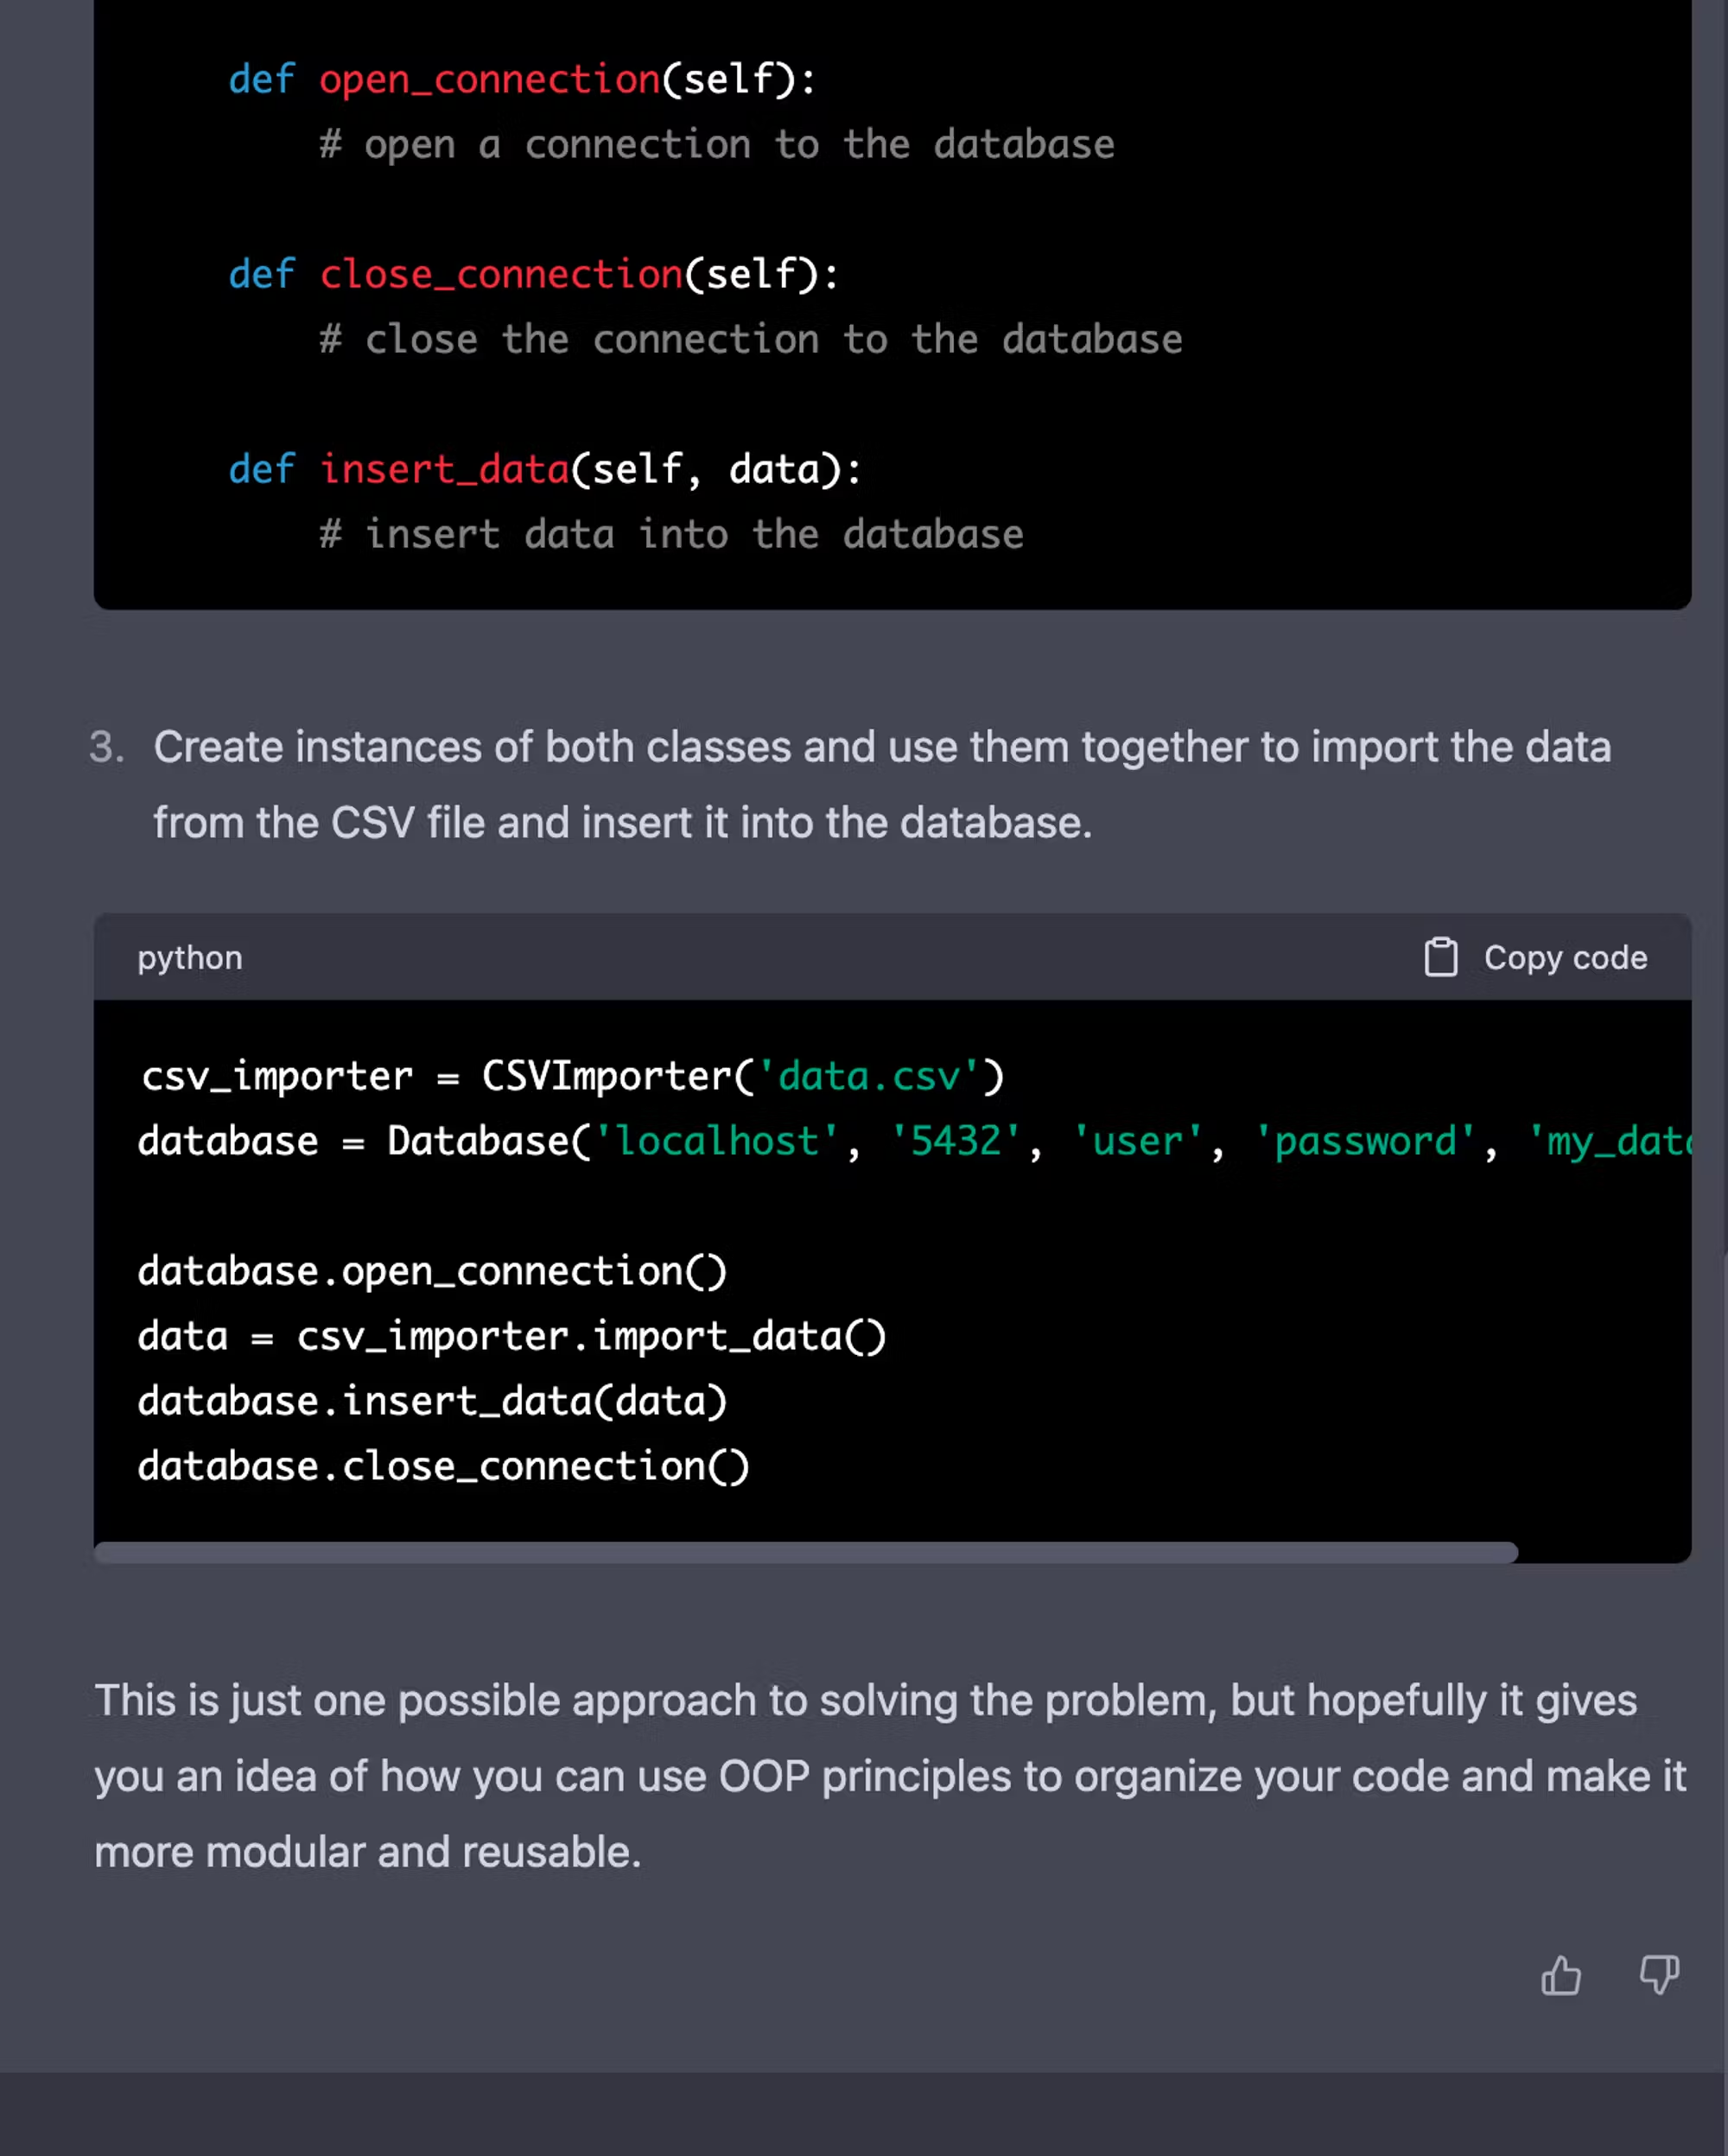 def open_connection(self):
# open a connection to the database
def close_connection(self):
# close the connection to the database
def insert_data(self, data):
# insert data into the database
3. Create instances of both classes and use them together to import the data
from the CSV file and insert it into the database.
python Copy code
csv_importer = CSVImporter('data.csv')
database = Database('localhost', '5432', 'user', 'password', 
database.open_connection()
data = csv_importer.import_data()
database.insert_data(data)
database.close_connection()
This is just one possible approach to solving the problem, but hopefully it gives
you an idea of how you can use OOP principles to organize your code and make it
more modular and reusable.